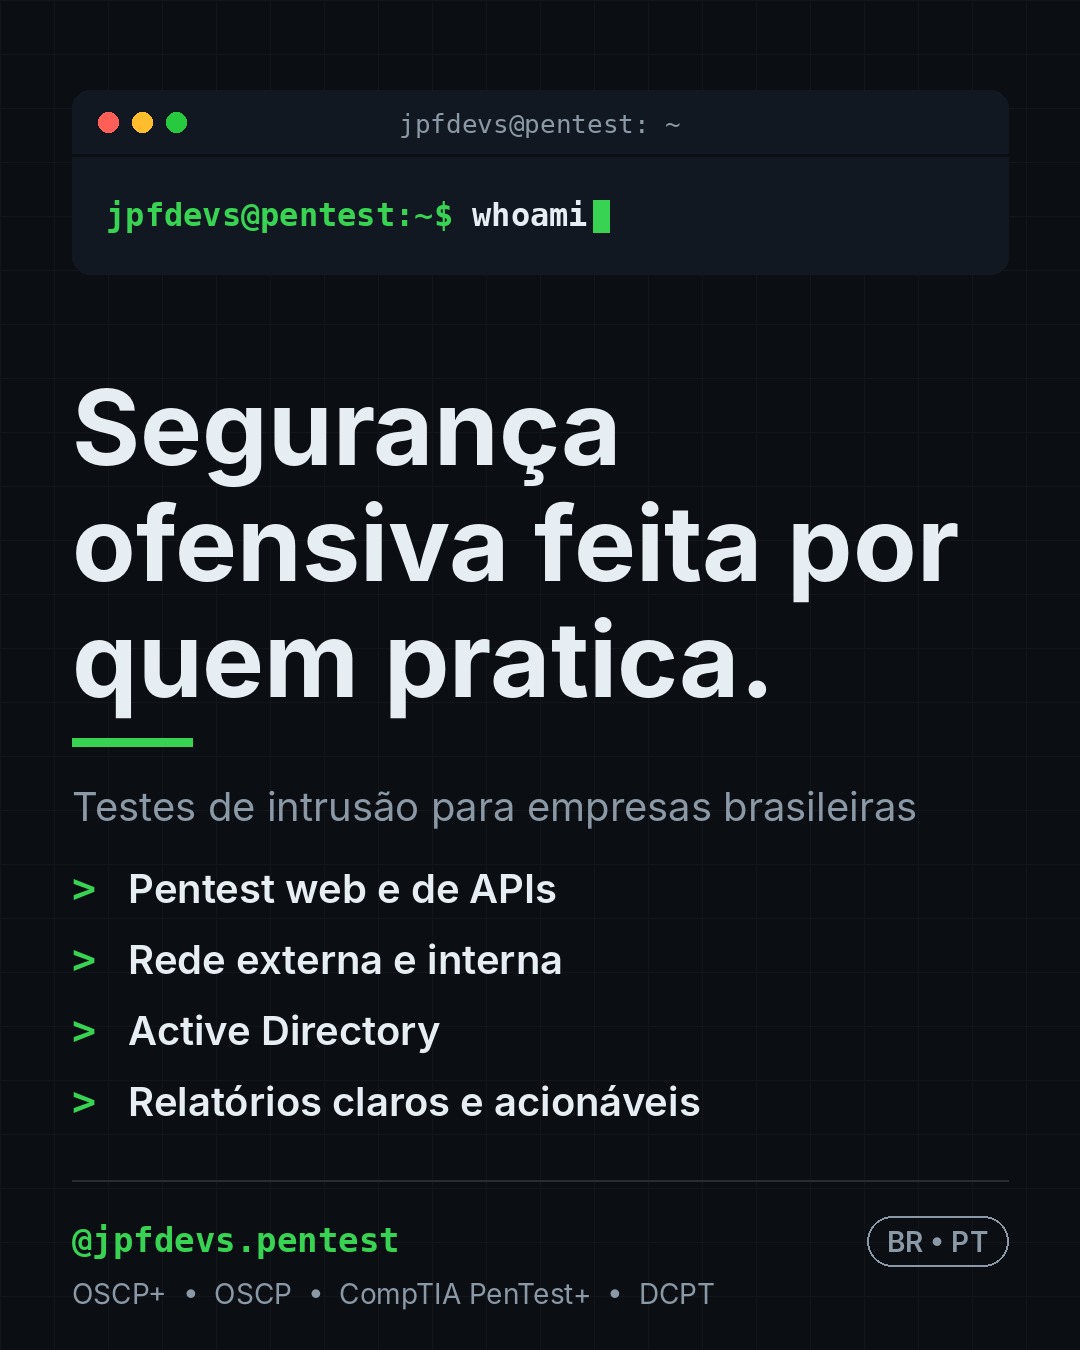 jpfdevs@pentest: ~
jpfdevs@pentest:~$ whoami
Segurança
ofensiva feita por
quem pratica.
Testes de intrusão para empresas brasileiras
> Pentest web e de APIs
> Rede externa e interna
> Active Directory
> Relatórios claros e acionáveis
@jpfdevs.pentest
BR • PT
OSCP+ • OSCP • CompTIA PenTest+ • DCPT